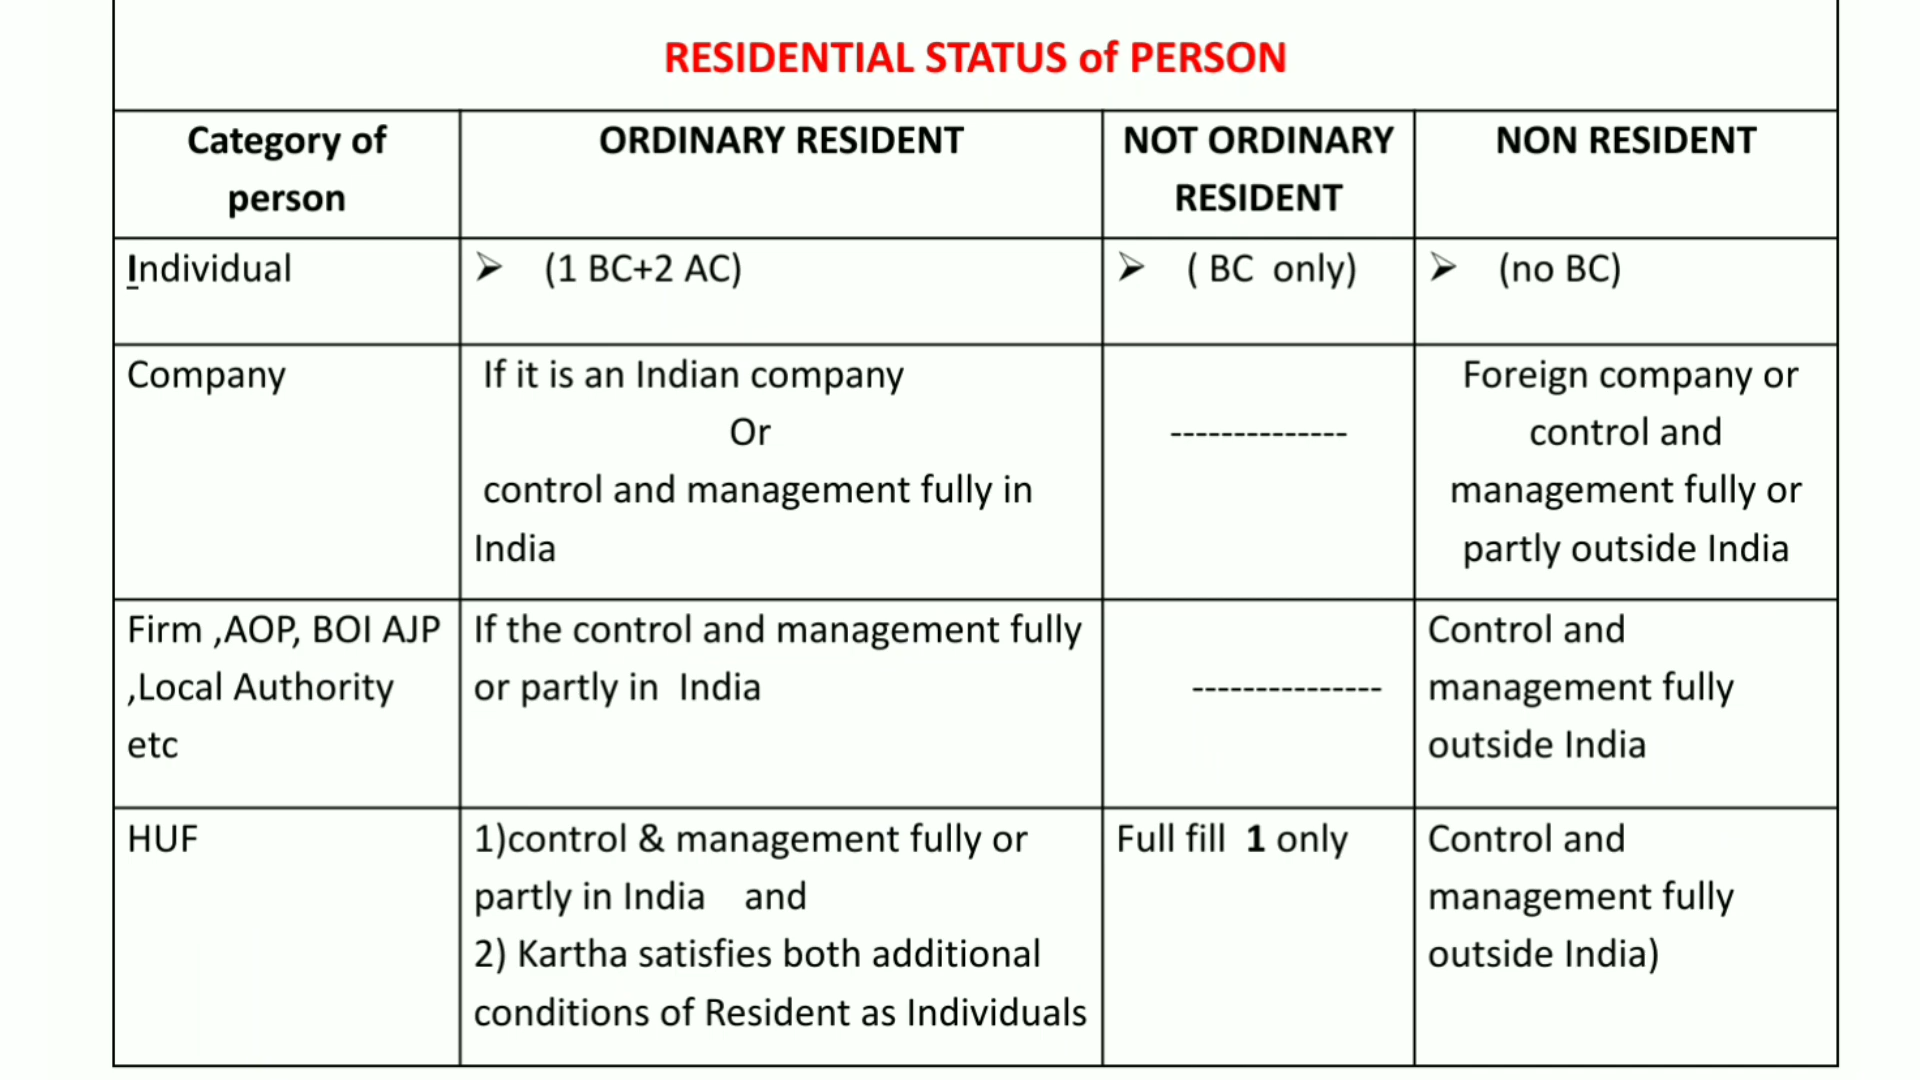 RESIDENTIAL STATUS of PERSON
Category of
person
ORDINARY RESIDENT
NOT ORDINARY
RESIDENT
NON RESIDENT
Individual
➢ (1 BC+2 AC)
➢ ( BC only)
➢ (no BC)
Company
If it is an Indian company
Or
control and management fully in
India
--------------
Foreign company or
control and
management fully or
partly outside India
Firm ,AOP, BOI AJP
,Local Authority
etc
If the control and management fully
or partly in India
---------------
Control and
management fully
outside India
HUF
1)control & management fully or
partly in India and
2) Kartha satisfies both additional
conditions of Resident as Individuals
Full fill 1 only
Control and
management fully
outside India)